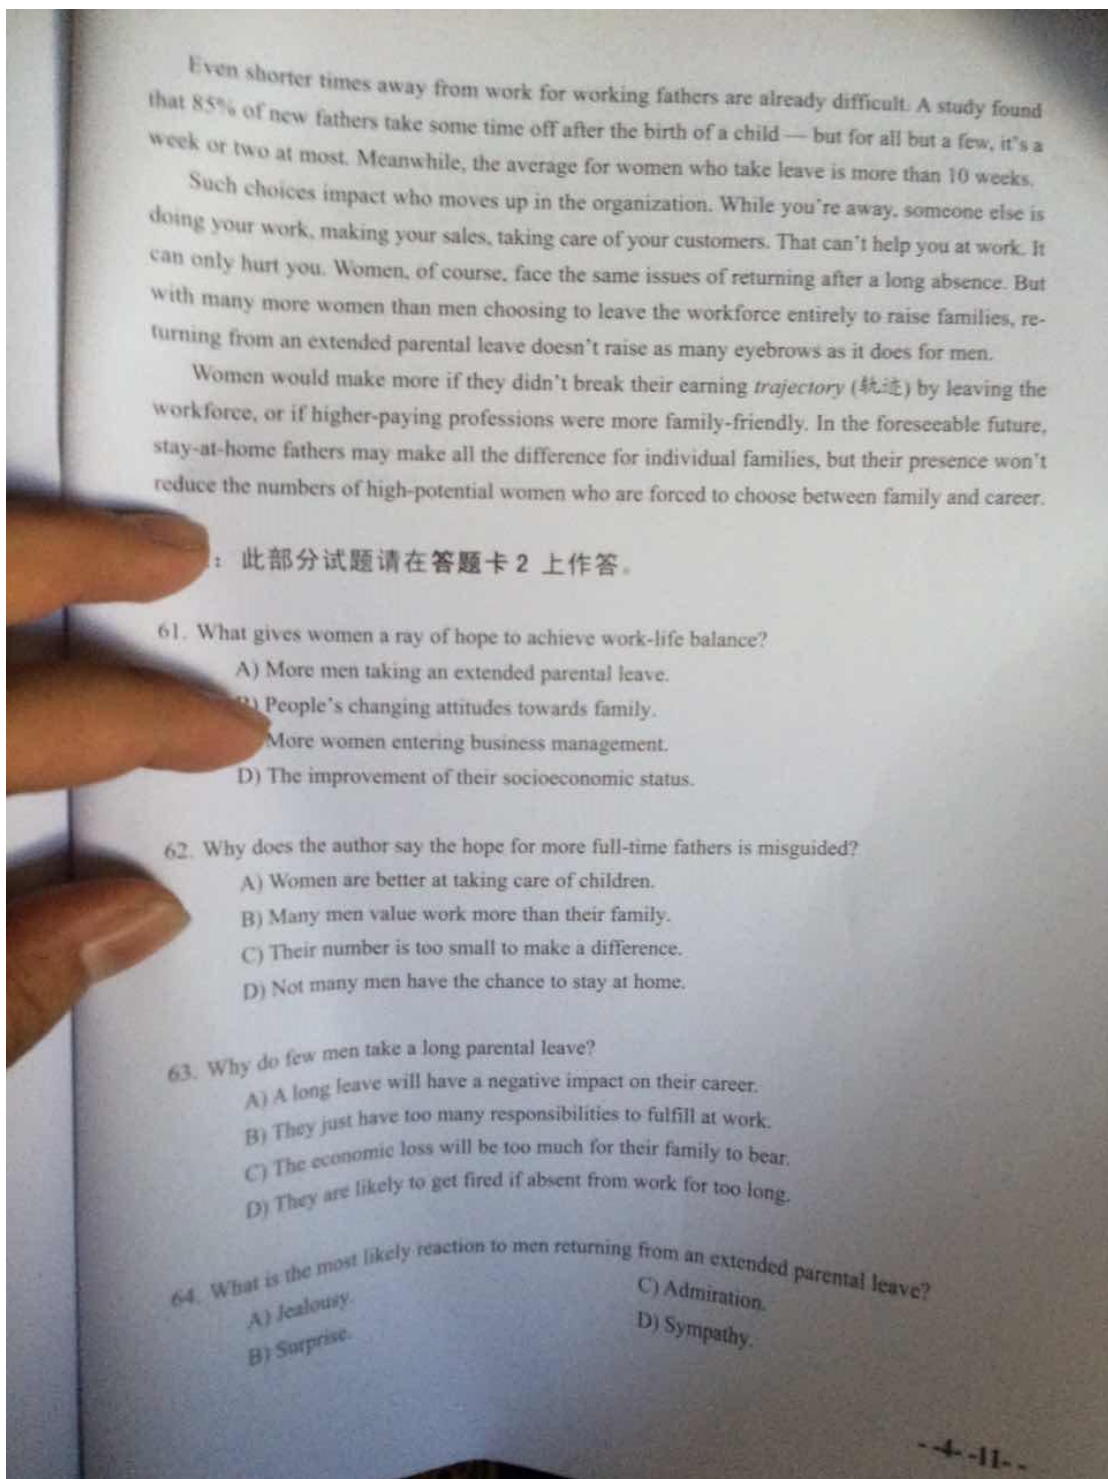 Even shorter times away from work for working fathers are already difficult. A study found
that 85% of new fathers take some time off after the birth of a child — but for all but a few, it's a
week or two at most. Meanwhile, the average for women who take leave is more than 10 weeks.
Such choices impact who moves up in the organization. While you're away, someone else is
doing your work, making your sales, taking care of your customers. That can't help you at work. It
can only hurt you. Women, of course, face the same issues of returning after a long absence. But
with many more women than men choosing to leave the workforce entirely to raise families, re-
turning from an extended parental leave doesn't raise as many eyebrows as it does for men.
Women would make more if they didn't break their earning trajectory (轨迹) by leaving the
workforce, or if higher-paying professions were more family-friendly. In the foreseeable future,
stay-at-home fathers may make all the difference for individual families, but their presence won't
reduce the numbers of high-potential women who are forced to choose between family and career.
：此部分试题请在答题卡 2 上作答。
61. What gives women a ray of hope to achieve work-life balance?
A) More men taking an extended parental leave.
B) People's changing attitudes towards family.
More women entering business management.
D) The improvement of their socioeconomic status.
62. Why does the author say the hope for more full-time fathers is misguided?
A) Women are better at taking care of children.
B) Many men value work more than their family.
C) Their number is too small to make a difference.
D) Not many men have the chance to stay at home.
63. Why do few men take a long parental leave?
A) A long leave will have a negative impact on their career.
B) They just have too many responsibilities to fulfill at work.
C) The economic loss will be too much for their family to bear.
D) They are likely to get fired if absent from work for too long.
64. What is the most likely reaction to men returning from an extended parental leave?
A) Jealousy.
B) Surprise.
C) Admiration.
D) Sympathy.
--4--11--